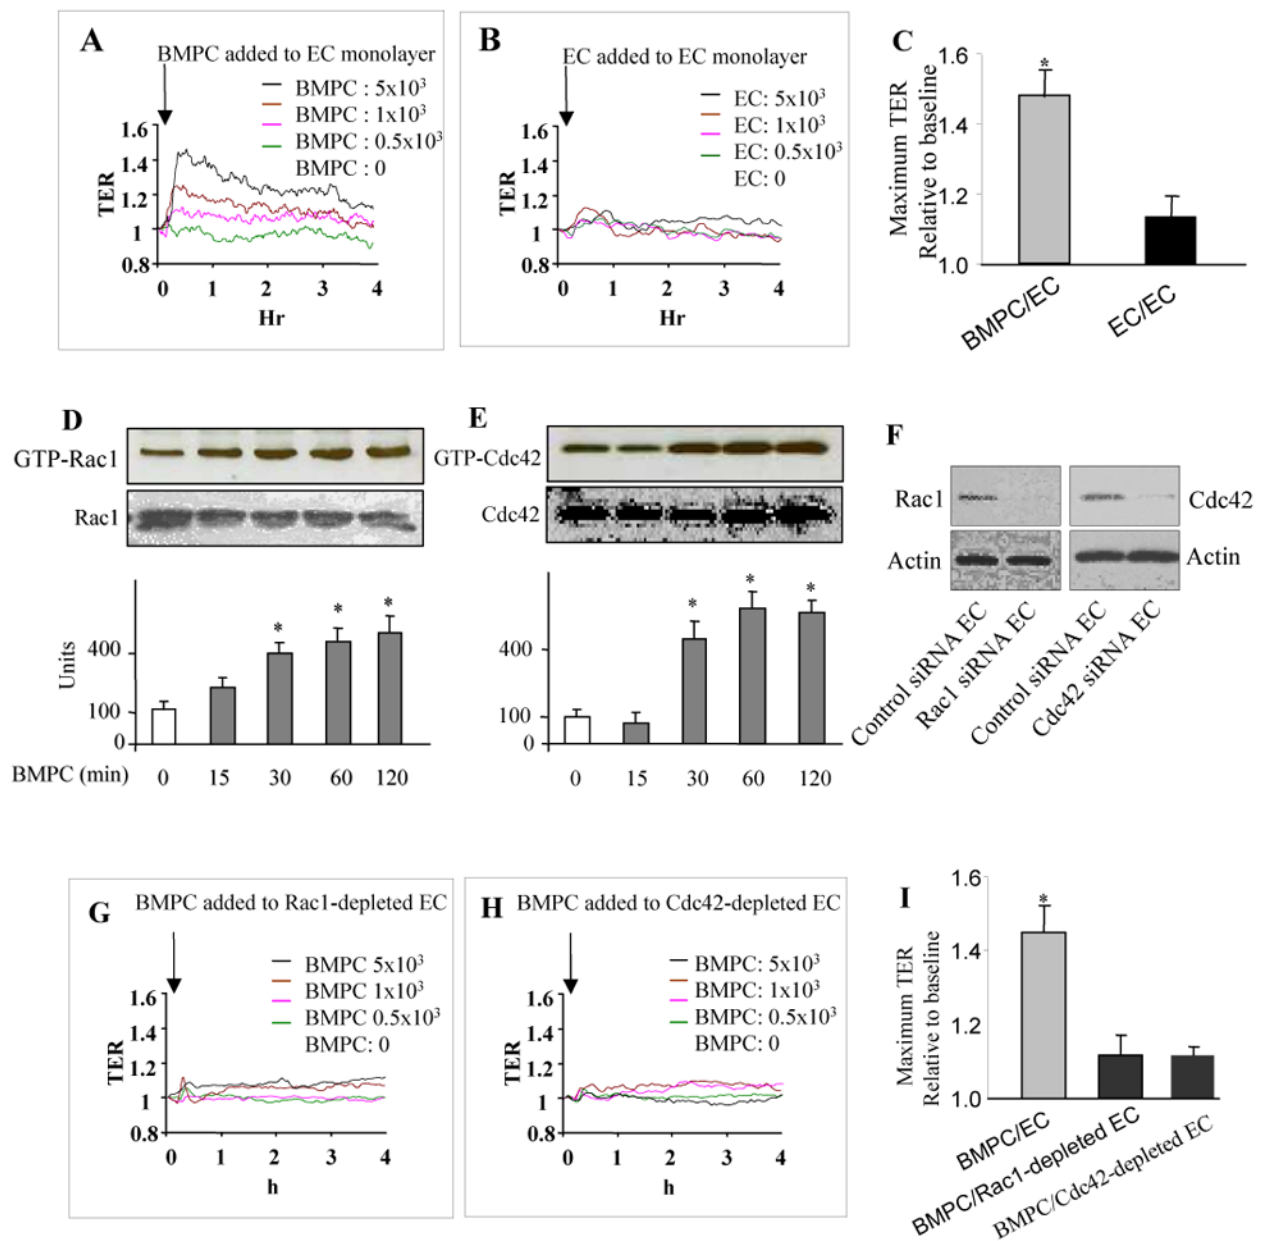 A
BMPC added to EC monolayer
BMPC : 5x10³
BMPC : 1x10³
BMPC : 0.5x10³
BMPC : 0
TER
1.6
1.4
1.2
1
0.8
0 1 2 3 4
Hr
B
EC added to EC monolayer
EC: 5x10³
EC: 1x10³
EC: 0.5x10³
EC: 0
TER
1.6
1.4
1.2
1
0.8
0 1 2 3 4
Hr
C
Maximum TER
Relative to baseline
1.6
1.4
1.2
1.0
*
BMPC/EC
EC/EC
D
GTP-Rac1
Rac1
Units
400
100
0
* * *
BMPC (min) 0 15 30 60 120
E
GTP-Cdc42
Cdc42
400
100
0
* * *
0 15 30 60 120
F
Rac1
Cdc42
Actin
Actin
Control siRNA EC
Rac1 siRNA EC
Control siRNA EC
Cdc42 siRNA EC
G
BMPC added to Rac1-depleted EC
BMPC 5x10³
BMPC 1x10³
BMPC 0.5x10³
BMPC: 0
TER
1.6
1.4
1.2
1
0.8
0 1 2 3 4
h
H
BMPC added to Cdc42-depleted EC
BMPC: 5x10³
BMPC: 1x10³
BMPC: 0.5x10³
BMPC: 0
TER
1.6
1.4
1.2
1
0.8
0 1 2 3 4
h
I
Maximum TER
Relative to baseline
1.6
1.4
1.2
1.0
*
BMPC/EC
BMPC/Rac1-depleted EC
BMPC/Cdc42-depleted EC